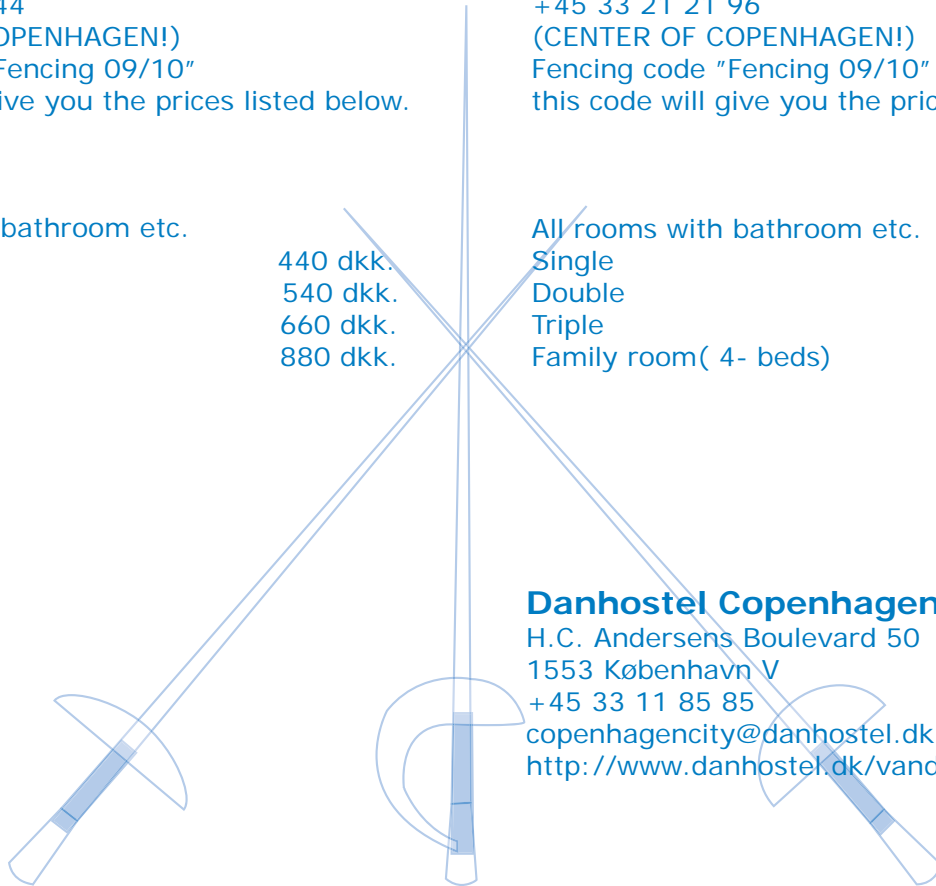 44
OPENHAGEN!)
Fencing 09/10"
ive you the prices listed below.
bathroom etc.
440 dkk.
540 dkk.
660 dkk.
880 dkk.
+45 33 21 21 96
(CENTER OF COPENHAGEN!)
Fencing code "Fencing 09/10"
this code will give you the pric
All rooms with bathroom etc.
Single
Double
Triple
Family room( 4- beds)
Danhostel Copenhagen
H.C. Andersens Boulevard 50
1553 København V
+45 33 11 85 85
copenhagencity@danhostel.dk
http://www.danhostel.dk/vand